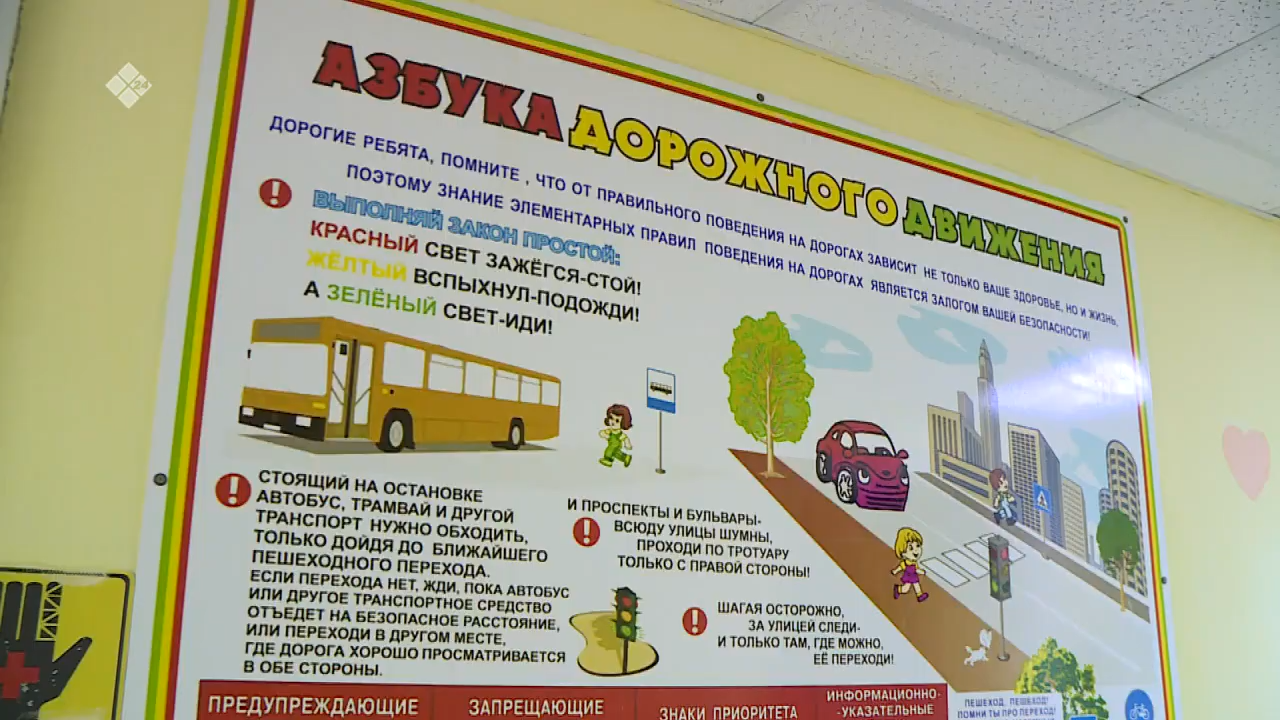 24
АЗБУКА ДОРОЖНОГО ДВИЖЕНИЯ
ДОРОГИЕ РЕБЯТА, ПОМНИТЕ , ЧТО ОТ ПРАВИЛЬНОГО ПОВЕДЕНИЯ НА ДОРОГАХ ЗАВИСИТ НЕ ТОЛЬКО ВАШЕ ЗДОРОВЬЕ, НО И ЖИЗНЬ,
ПОЭТОМУ ЗНАНИЕ ЭЛЕМЕНТАРНЫХ ПРАВИЛ ПОВЕДЕНИЯ НА ДОРОГАХ ЯВЛЯЕТСЯ ЗАЛОГОМ ВАШЕЙ БЕЗОПАСНОСТИ!
ВЫПОЛНЯЙ ЗАКОН ПРОСТОЙ:
КРАСНЫЙ СВЕТ ЗАЖЁГСЯ-СТОЙ!
ЖЁЛТЫЙ ВСПЫХНУЛ-ПОДОЖДИ!
А ЗЕЛЁНЫЙ СВЕТ-ИДИ!
СТОЯЩИЙ НА ОСТАНОВКЕ
АВТОБУС, ТРАМВАЙ И ДРУГОЙ
ТРАНСПОРТ НУЖНО ОБХОДИТЬ,
ТОЛЬКО ДОЙДЯ ДО БЛИЖАЙШЕГО
ПЕШЕХОДНОГО ПЕРЕХОДА.
ЕСЛИ ПЕРЕХОДА НЕТ, ЖДИ, ПОКА АВТОБУС
ИЛИ ДРУГОЕ ТРАНСПОРТНОЕ СРЕДСТВО
ОТЪЕДЕТ НА БЕЗОПАСНОЕ РАССТОЯНИЕ,
ИЛИ ПЕРЕХОДИ В ДРУГОМ МЕСТЕ,
ГДЕ ДОРОГА ХОРОШО ПРОСМАТРИВАЕТСЯ
В ОБЕ СТОРОНЫ.
И ПРОСПЕКТЫ И БУЛЬВАРЫ-
ВСЮДУ УЛИЦЫ ШУМНЫ,
ПРОХОДИ ПО ТРОТУАРУ
ТОЛЬКО С ПРАВОЙ СТОРОНЫ!
ШАГАЯ ОСТОРОЖНО,
ЗА УЛИЦЕЙ СЛЕДИ-
И ТОЛЬКО ТАМ, ГДЕ МОЖНО,
ЕЁ ПЕРЕХОДИ!
ПРЕДУПРЕЖДАЮЩИЕ
ЗАПРЕЩАЮЩИЕ
ЗНАКИ ПРИОРИТЕТА
ИНФОРМАЦИОННО-
-УКАЗАТЕЛЬНЫЕ
ПЕШЕХОД, ПЕШЕХОД!
ПОМНИ ТЫ ПРО ПЕРЕХОД!